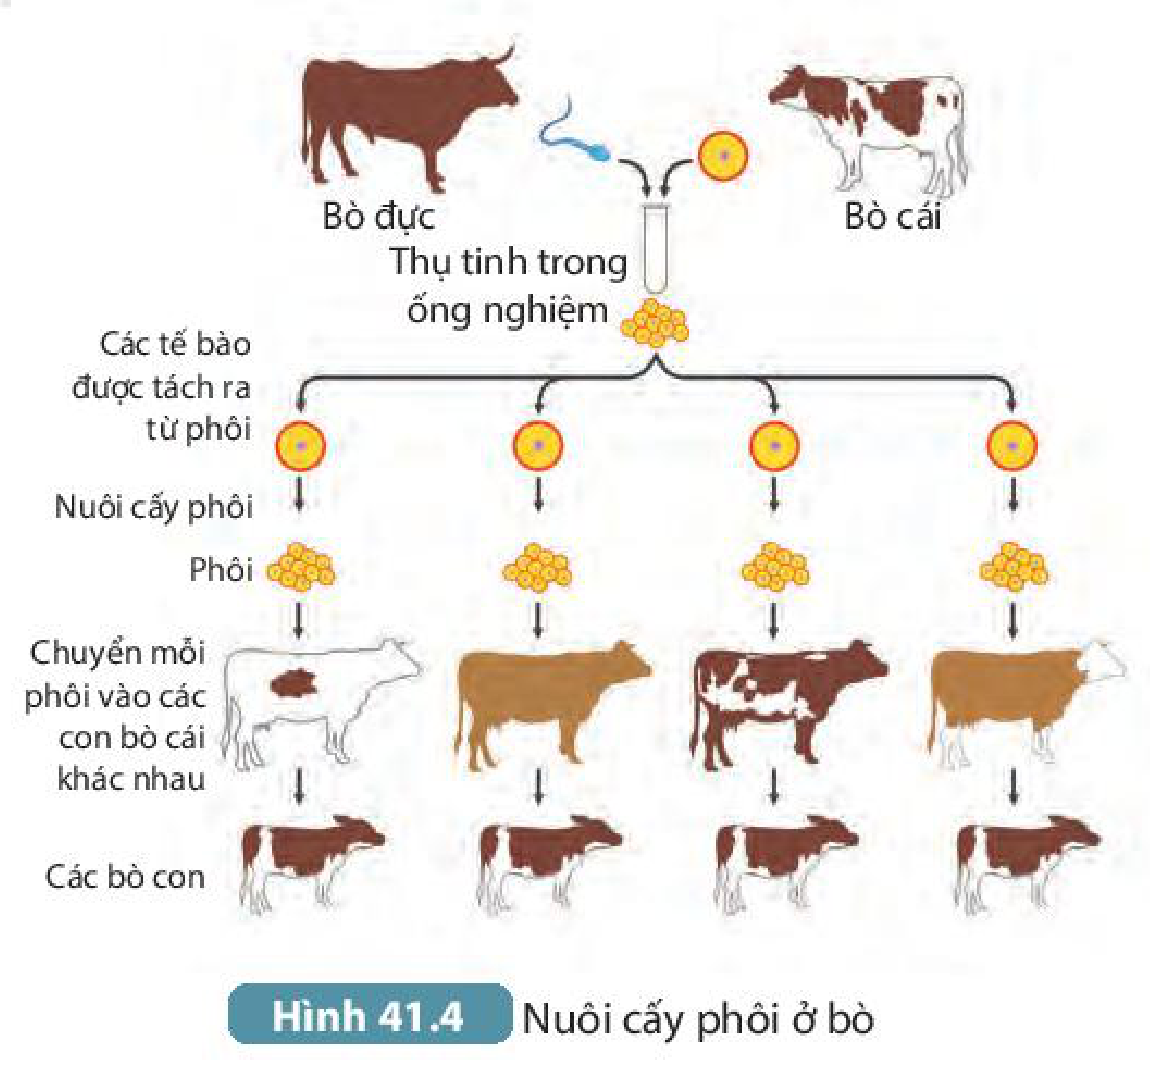 Bò đực
Bò cái
Thụ tinh trong
ống nghiệm
Các tế bào
được tách ra
từ phôi
Nuôi cấy phôi
Phôi
Chuyển mỗi
phôi vào các
con bò cái
khác nhau
Các bò con
Hình 41.4 Nuôi cấy phôi ở bò